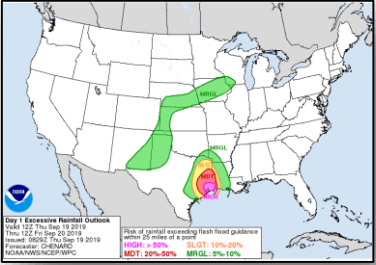 MRGL
MRGL
SLGT
MDT
HIGH
NOAA
Day 1 Excessive Rainfall Outlook
Valid 12Z Thu Sep 19 2019
Thru 12Z Fri Sep 20 2019
Issued: 0829Z Thu Sep 19 2019
Forecaster: CHENARD
NOAA/NWS/NCEP/WPC
Risk of rainfall exceeding flash flood guidance
within 25 miles of a point
HIGH: > 50% SLGT: 10%-20%
MDT: 20%-50% MRGL: 5%-10%